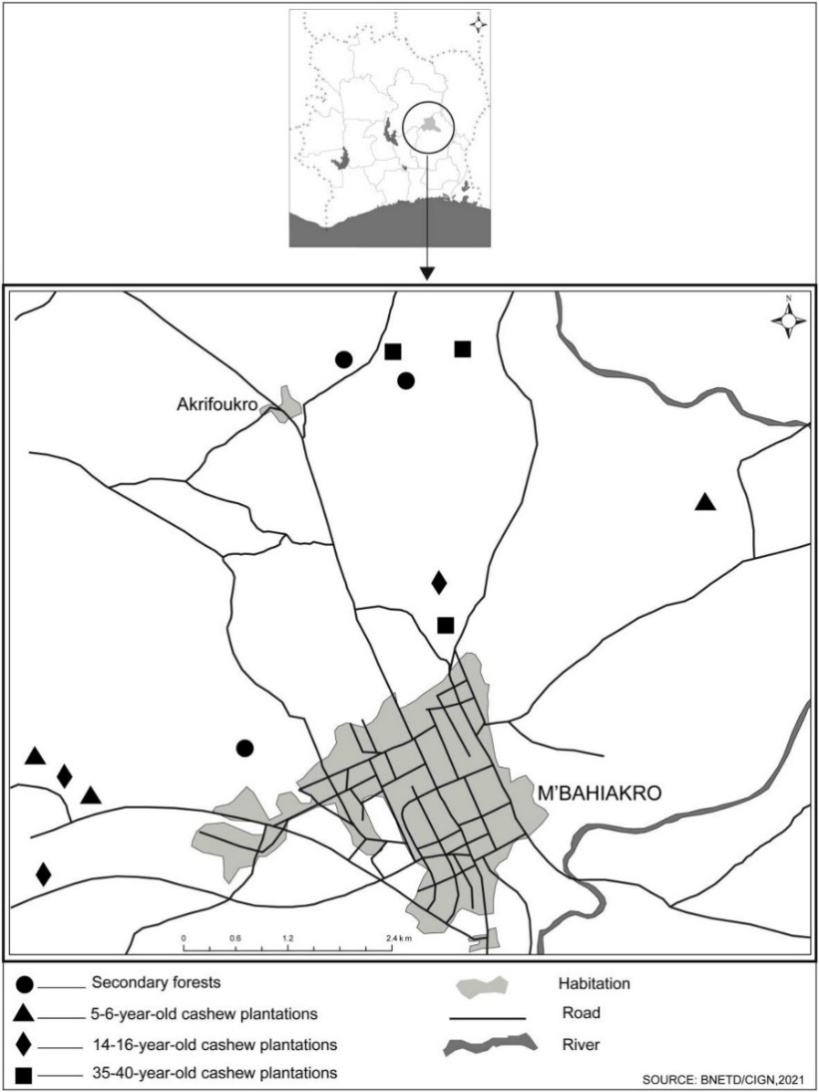 N
Akrifoukro
M'BAHIAKRO
0 0.6 1.2 2.4 km
Secondary forests
5-6-year-old cashew plantations
14-16-year-old cashew plantations
35-40-year-old cashew plantations
Habitation
Road
River
SOURCE: BNETD/CIGN,2021